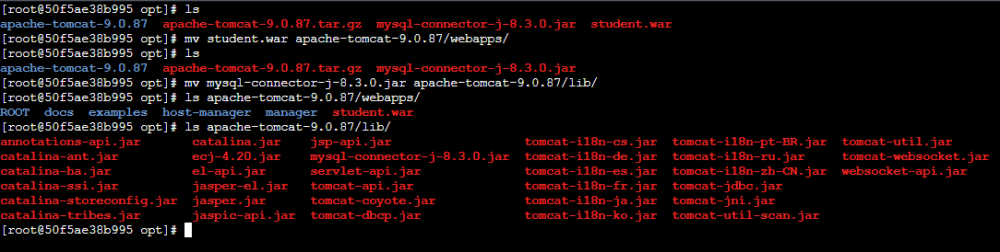 [root@50f5ae38b995 opt]# ls
apache-tomcat-9.0.87  apache-tomcat-9.0.87.tar.gz  mysql-connector-j-8.3.0.jar  student.war
[root@50f5ae38b995 opt]# mv student.war apache-tomcat-9.0.87/webapps/
[root@50f5ae38b995 opt]# ls
apache-tomcat-9.0.87  apache-tomcat-9.0.87.tar.gz  mysql-connector-j-8.3.0.jar
[root@50f5ae38b995 opt]# mv mysql-connector-j-8.3.0.jar apache-tomcat-9.0.87/lib/
[root@50f5ae38b995 opt]# ls apache-tomcat-9.0.87/webapps/
ROOT  docs  examples  host-manager  manager  student.war
[root@50f5ae38b995 opt]# ls apache-tomcat-9.0.87/lib/
annotations-api.jar  catalina.jar  jsp-api.jar  tomcat-i18n-cs.jar  tomcat-i18n-pt-BR.jar  tomcat-util.jar
catalina-ant.jar  ecj-4.20.jar  mysql-connector-j-8.3.0.jar  tomcat-i18n-de.jar  tomcat-i18n-ru.jar  tomcat-websocket.jar
catalina-ha.jar  el-api.jar  servlet-api.jar  tomcat-i18n-es.jar  tomcat-i18n-zh-CN.jar  websocket-api.jar
catalina-ssi.jar  jasper-el.jar  tomcat-api.jar  tomcat-i18n-fr.jar  tomcat-jdbc.jar
catalina-storeconfig.jar  jasper.jar  tomcat-coyote.jar  tomcat-i18n-ja.jar  tomcat-jni.jar
catalina-tribes.jar  jaspic-api.jar  tomcat-dbcp.jar  tomcat-i18n-ko.jar  tomcat-util-scan.jar
[root@50f5ae38b995 opt]#